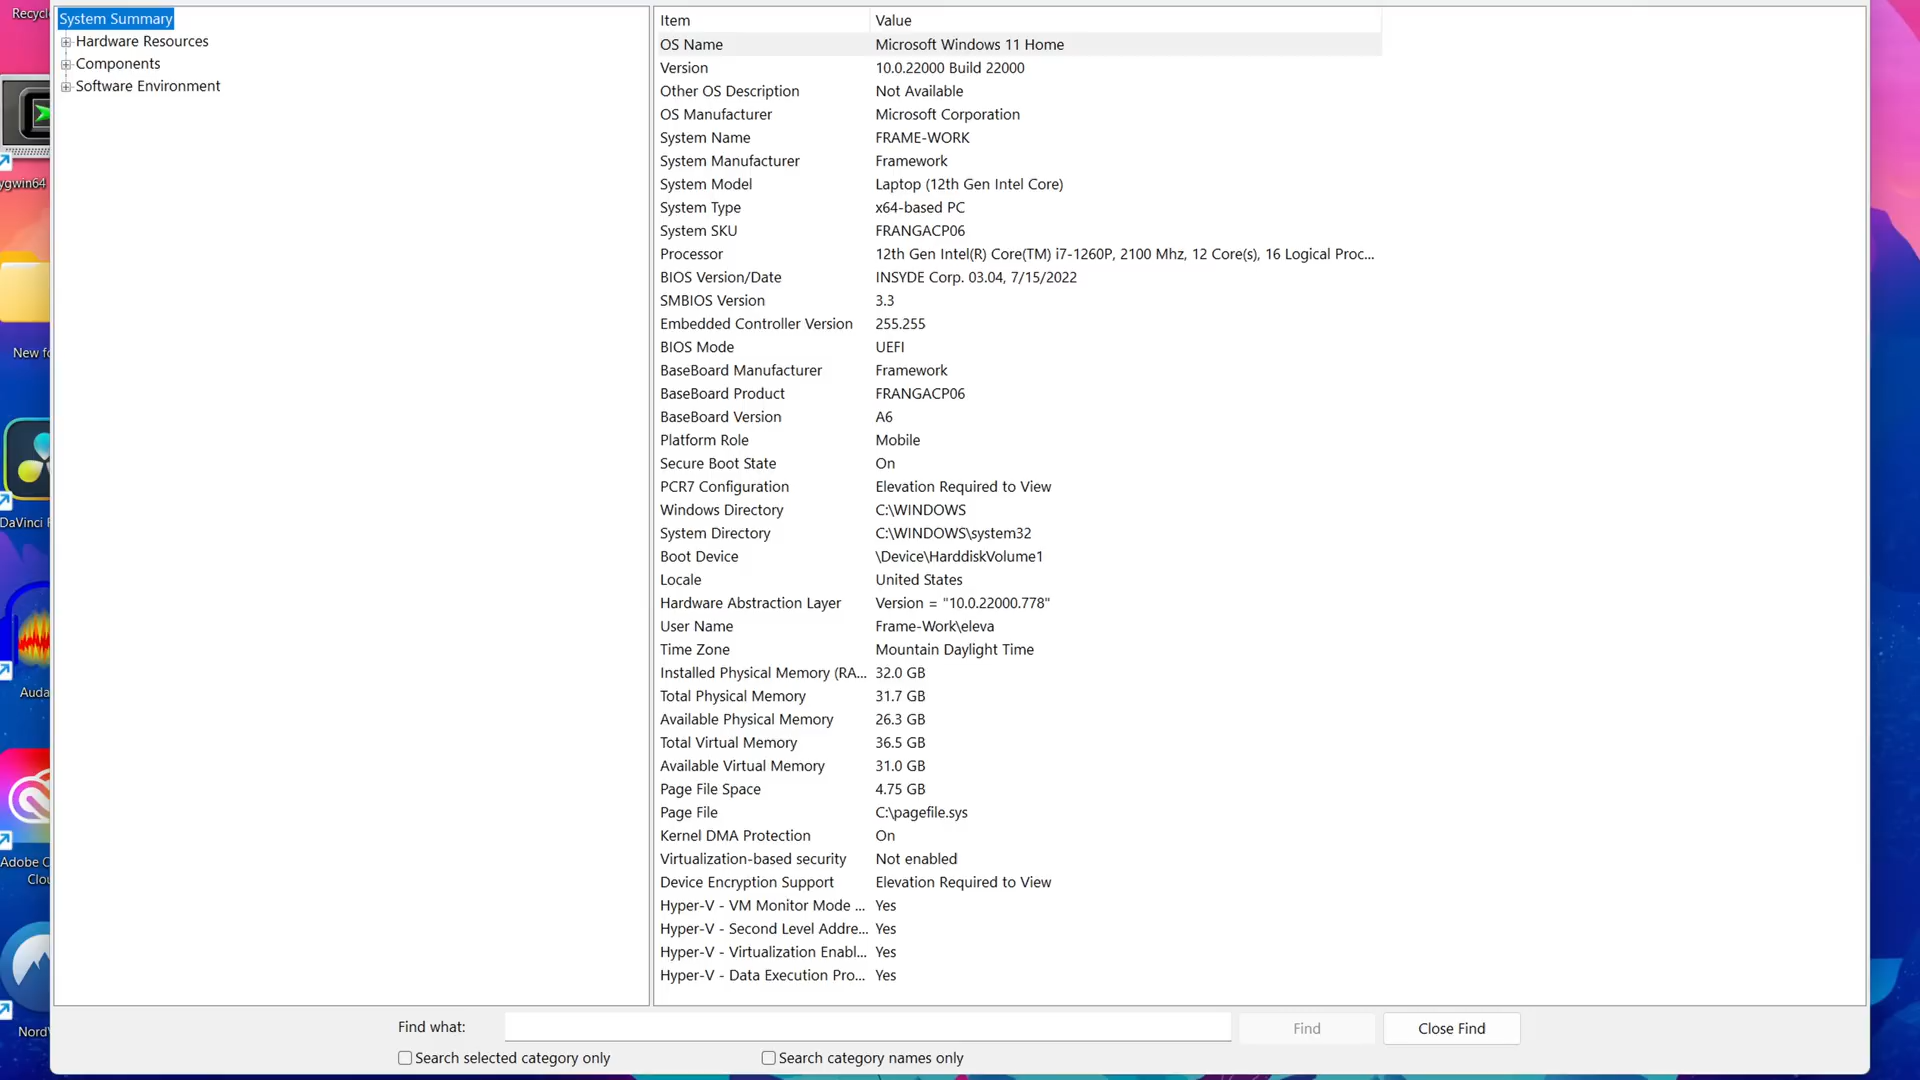 Recycl
System Summary
Hardware Resources
Components
Software Environment
ygwin64
New fo
DaVinci R
Auda
Adobe C
Clou
Nord
Item Value
OS Name Microsoft Windows 11 Home
Version 10.0.22000 Build 22000
Other OS Description Not Available
OS Manufacturer Microsoft Corporation
System Name FRAME-WORK
System Manufacturer Framework
System Model Laptop (12th Gen Intel Core)
System Type x64-based PC
System SKU FRANGACP06
Processor 12th Gen Intel(R) Core(TM) i7-1260P, 2100 Mhz, 12 Core(s), 16 Logical Proc...
BIOS Version/Date INSYDE Corp. 03.04, 7/15/2022
SMBIOS Version 3.3
Embedded Controller Version 255.255
BIOS Mode UEFI
BaseBoard Manufacturer Framework
BaseBoard Product FRANGACP06
BaseBoard Version A6
Platform Role Mobile
Secure Boot State On
PCR7 Configuration Elevation Required to View
Windows Directory C:\WINDOWS
System Directory C:\WINDOWS\system32
Boot Device \Device\HarddiskVolume1
Locale United States
Hardware Abstraction Layer Version = "10.0.22000.778"
User Name Frame-Work\eleva
Time Zone Mountain Daylight Time
Installed Physical Memory (RA... 32.0 GB
Total Physical Memory 31.7 GB
Available Physical Memory 26.3 GB
Total Virtual Memory 36.5 GB
Available Virtual Memory 31.0 GB
Page File Space 4.75 GB
Page File C:\pagefile.sys
Kernel DMA Protection On
Virtualization-based security Not enabled
Device Encryption Support Elevation Required to View
Hyper-V - VM Monitor Mode ... Yes
Hyper-V - Second Level Addre... Yes
Hyper-V - Virtualization Enabl... Yes
Hyper-V - Data Execution Pro... Yes
Find what: Find Close Find
Search selected category only Search category names only